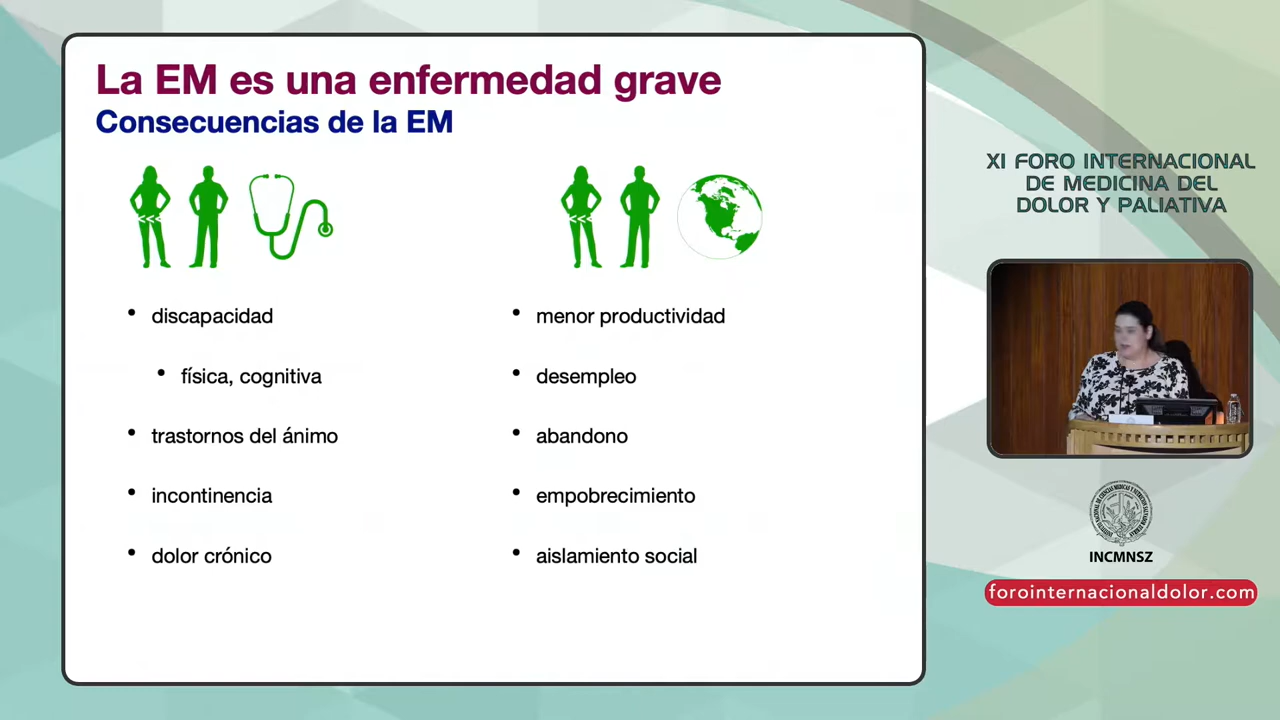 La EM es una enfermedad grave
Consecuencias de la EM
discapacidad
física, cognitiva
trastornos del ánimo
incontinencia
dolor crónico
menor productividad
desempleo
abandono
empobrecimiento
aislamiento social
XI FORO INTERNACIONAL
DE MEDICINA DEL
DOLOR Y PALIATIVA
INCMNSZ
forointernacionaldolor.com